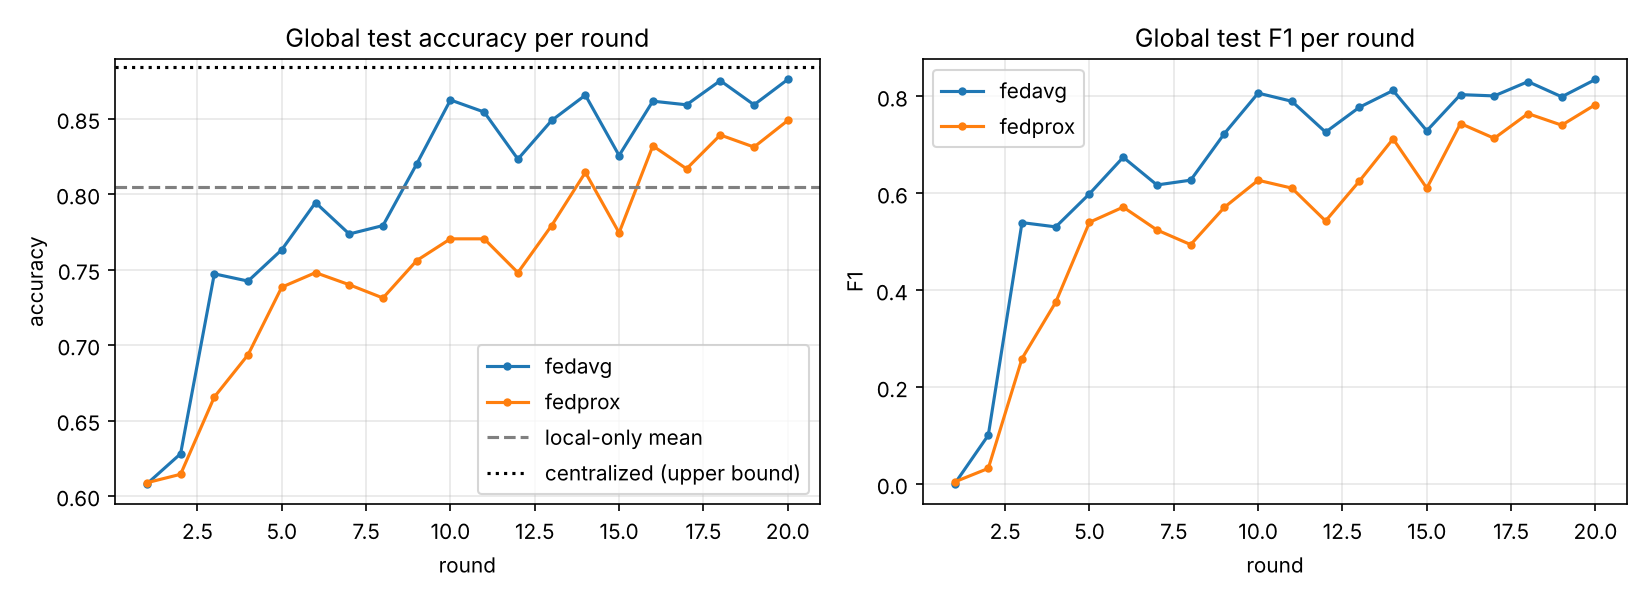 Global test accuracy per round
accuracy
0.85
0.80
0.75
0.70
0.65
0.60
fedavg
fedprox
local-only mean
centralized (upper bound)
2.5 5.0 7.5 10.0 12.5 15.0 17.5 20.0
round
Global test F1 per round
F1
0.8
0.6
0.4
0.2
0.0
fedavg
fedprox
2.5 5.0 7.5 10.0 12.5 15.0 17.5 20.0
round